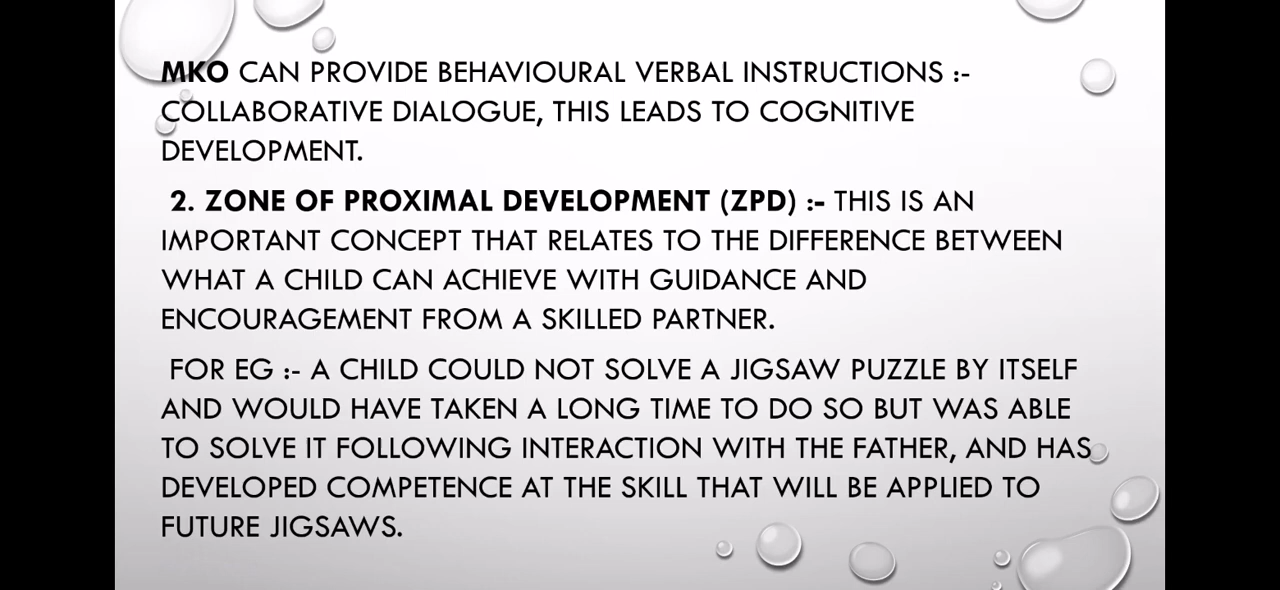 MKO CAN PROVIDE BEHAVIOURAL VERBAL INSTRUCTIONS :-
COLLABORATIVE DIALOGUE, THIS LEADS TO COGNITIVE
DEVELOPMENT.
2. ZONE OF PROXIMAL DEVELOPMENT (ZPD) :- THIS IS AN
IMPORTANT CONCEPT THAT RELATES TO THE DIFFERENCE BETWEEN
WHAT A CHILD CAN ACHIEVE WITH GUIDANCE AND
ENCOURAGEMENT FROM A SKILLED PARTNER.
FOR EG :- A CHILD COULD NOT SOLVE A JIGSAW PUZZLE BY ITSELF
AND WOULD HAVE TAKEN A LONG TIME TO DO SO BUT WAS ABLE
TO SOLVE IT FOLLOWING INTERACTION WITH THE FATHER, AND HAS
DEVELOPED COMPETENCE AT THE SKILL THAT WILL BE APPLIED TO
FUTURE JIGSAWS.